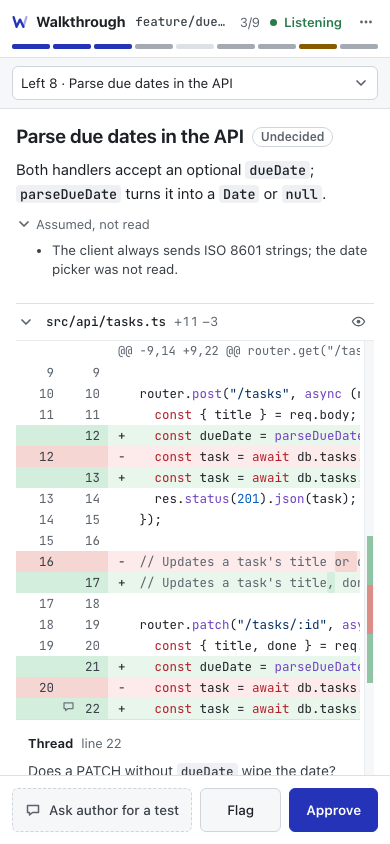 Walkthrough feature/due… 3/9 Listening
Left 8 · Parse due dates in the API
Parse due dates in the API Undecided
Both handlers accept an optional dueDate;
parseDueDate turns it into a Date or null.
Assumed, not read
• The client always sends ISO 8601 strings; the date
picker was not read.
src/api/tasks.ts +11 −3
@@ -9,14 +9,22 @@ router.get("/tas
9 9
10 10 router.post("/tasks", async (r
11 11 const { title } = req.body;
12 + const dueDate = parseDueDate
12 - const task = await db.tasks.
13 + const task = await db.tasks.
13 14 res.status(201).json(task);
14 15 });
15 16
16 - // Updates a task's title or d
17 + // Updates a task's title, don
17 18
18 19 router.patch("/tasks/:id", asy
19 20 const { title, done } = req
21 + const dueDate = parseDueDate
20 - const task = await db.tasks.
22 + const task = await db.tasks.
Thread line 22
Does a PATCH without dueDate wipe the date?
Ask author for a test Flag Approve